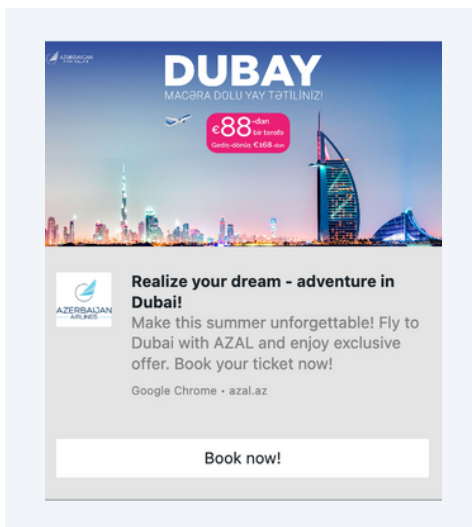 AZERBAIJAN
DUBAY
MACƏRA DOLU YAY TƏTİLİNİZ!
€88-dan
bir tərəfə
Gediş-dönüş €168-dan
AZERBAIJAN
AIRLINES
Realize your dream - adventure in
Dubai!
Make this summer unforgettable! Fly to
Dubai with AZAL and enjoy exclusive
offer. Book your ticket now!
Google Chrome • azal.az
Book now!